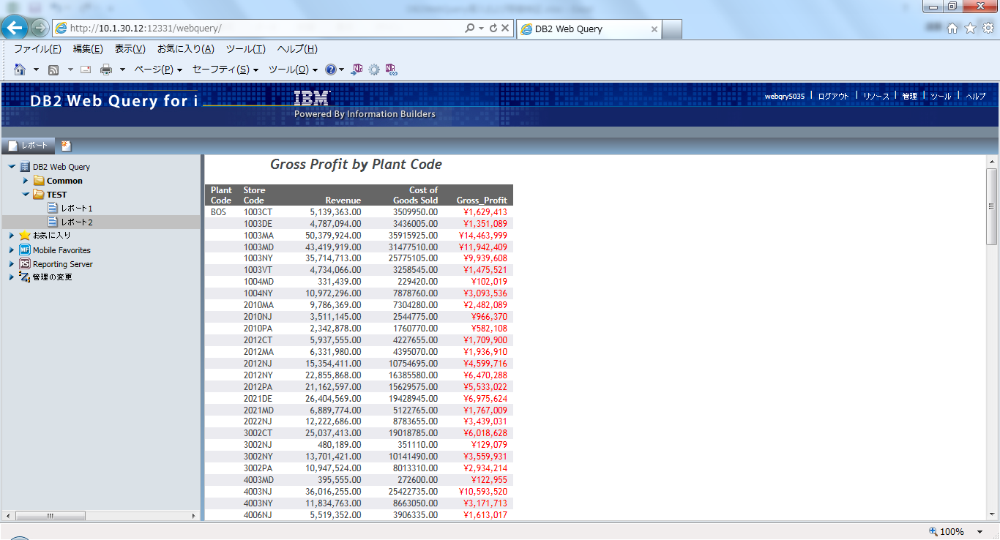 http://10.1.30.12:12331/webquery/
DB2 Web Query
ファイル(F) 編集(E) 表示(V) お気に入り(A) ツール(T) ヘルプ(H)
ページ(P) セーフティ(S) ツール(O)
DB2 Web Query for i
IBM
Powered By Information Builders
webqry5035 ログアウト リソース 管理 ツール ヘルプ
レポート
DB2 Web Query
Common
TEST
レポート1
レポート2
お気に入り
MF Mobile Favorites
RS Reporting Server
管理の変更
Gross Profit by Plant Code
Plant Store Cost of
Code Code Revenue Goods Sold Gross_Profit
BOS 1003CT 5,139,363.00 3509950.00 ¥1,629,413
1003DE 4,787,094.00 3436005.00 ¥1,351,089
1003MA 50,379,924.00 35915925.00 ¥14,463,999
1003MD 43,419,919.00 31477510.00 ¥11,942,409
1003NY 35,714,713.00 25775105.00 ¥9,939,608
1003VT 4,734,066.00 3258545.00 ¥1,475,521
1004MD 331,439.00 229420.00 ¥102,019
1004NY 10,972,296.00 7878760.00 ¥3,093,536
2010MA 9,786,369.00 7304280.00 ¥2,482,089
2010NJ 3,511,145.00 2544775.00 ¥966,370
2010PA 2,342,878.00 1760770.00 ¥582,108
2012CT 5,937,555.00 4227655.00 ¥1,709,900
2012MA 6,331,980.00 4395070.00 ¥1,936,910
2012NJ 15,354,411.00 10754695.00 ¥4,599,716
2012NY 22,855,868.00 16385580.00 ¥6,470,288
2012PA 21,162,597.00 15629575.00 ¥5,533,022
2021DE 26,404,569.00 19428945.00 ¥6,975,624
2021MD 6,889,774.00 5122765.00 ¥1,767,009
2022NJ 12,222,686.00 8783655.00 ¥3,439,031
3002CT 25,037,413.00 19018785.00 ¥6,018,628
3002NJ 480,189.00 351110.00 ¥129,079
3002NY 13,701,421.00 10141490.00 ¥3,559,931
3002PA 10,947,524.00 8013310.00 ¥2,934,214
4003MD 395,555.00 272600.00 ¥122,955
4003NJ 36,016,255.00 25422735.00 ¥10,593,520
4003NY 11,834,763.00 8663050.00 ¥3,171,713
4006NJ 5,519,352.00 3906335.00 ¥1,613,017
100%